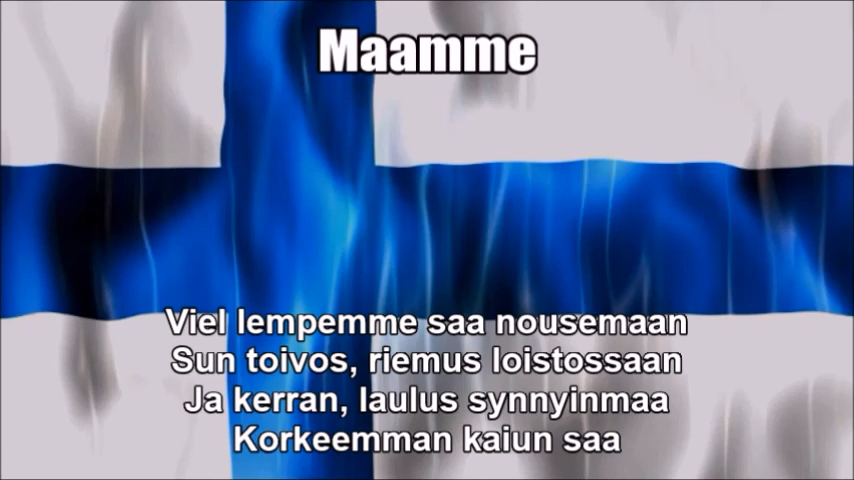 Maamme
Viel lempemme saa nousemaan
Sun toivos, riemus loistossaan
Ja kerran, laulus synnyinmaa
Korkeemman kaiun saa